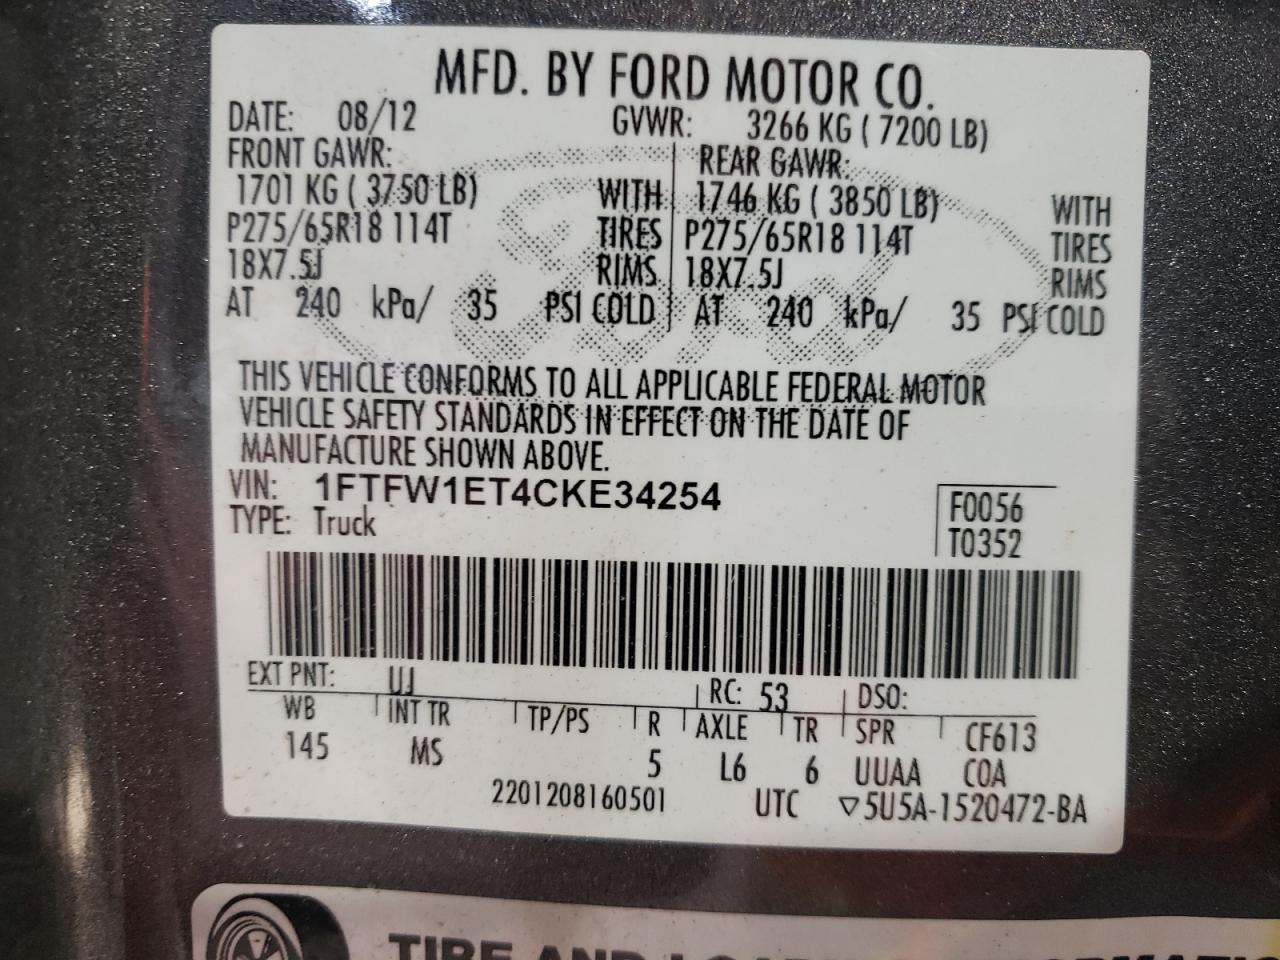 MFD. BY FORD MOTOR CO.
DATE: 08/12 GVWR: 3266 KG ( 7200 LB)
FRONT GAWR: REAR GAWR:
1701 KG ( 3750 LB) WITH 1746 KG ( 3850 LB) WITH
P275/65R18 114T TIRES P275/65R18 114T TIRES
18X7.5J RIMS 18X7.5J RIMS
AT 240 kPa/ 35 PSI COLD AT 240 kPa/ 35 PSI COLD
THIS VEHICLE CONFORMS TO ALL APPLICABLE FEDERAL MOTOR
VEHICLE SAFETY STANDARDS IN EFFECT ON THE DATE OF
MANUFACTURE SHOWN ABOVE.
VIN: 1FTFW1ET4CKE34254 F0056
TYPE: Truck T0352
EXT PNT: UJ RC: 53 DSO:
WB INT TR TP/PS R AXLE TR SPR CF613
145 MS 5 L6 6 UUAA COA
2201208160501 UTC ▽5U5A-1520472-BA
TIRE AND